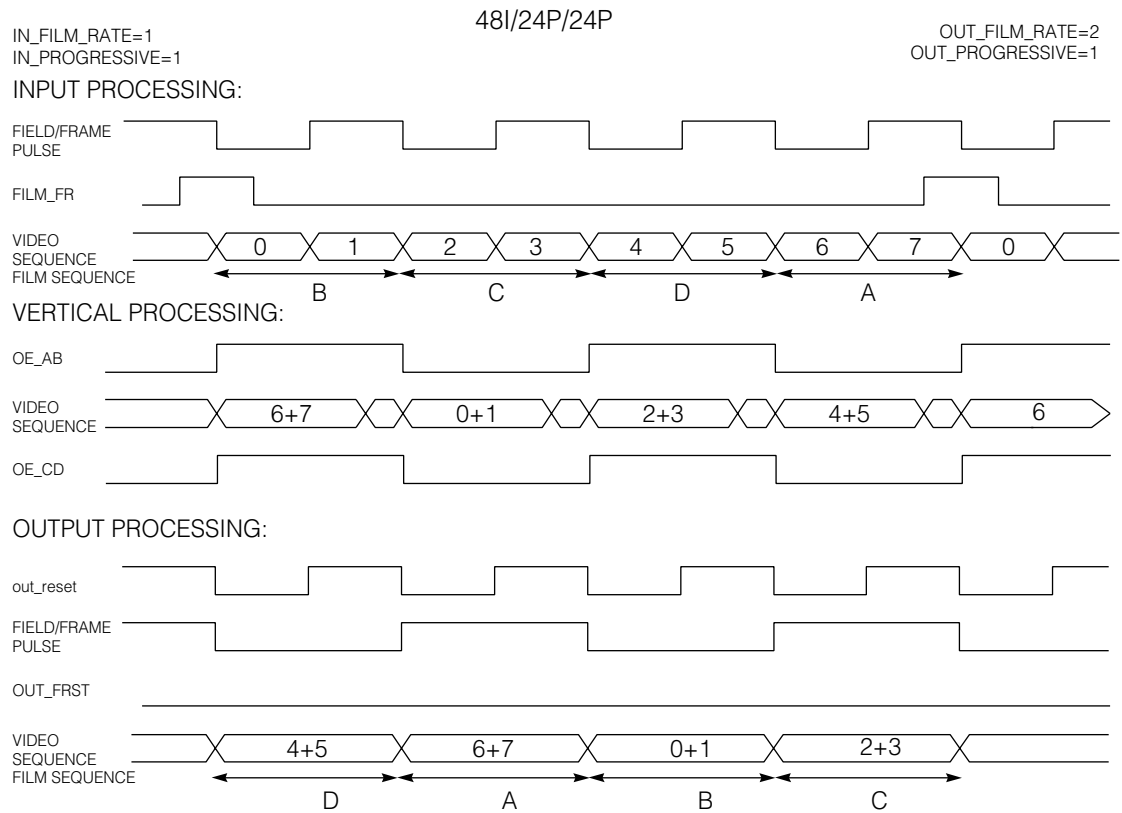 48I/24P/24P
IN_FILM_RATE=1
IN_PROGRESSIVE=1
OUT_FILM_RATE=2
OUT_PROGRESSIVE=1
INPUT PROCESSING:
FIELD/FRAME
PULSE
FILM_FR
VIDEO
SEQUENCE
0 1 2 3 4 5 6 7 0
FILM SEQUENCE
B C D A
VERTICAL PROCESSING:
OE_AB
VIDEO
SEQUENCE
6+7 0+1 2+3 4+5 6
OE_CD
OUTPUT PROCESSING:
out_reset
FIELD/FRAME
PULSE
OUT_FRST
VIDEO
SEQUENCE
4+5 6+7 0+1 2+3
FILM SEQUENCE
D A B C